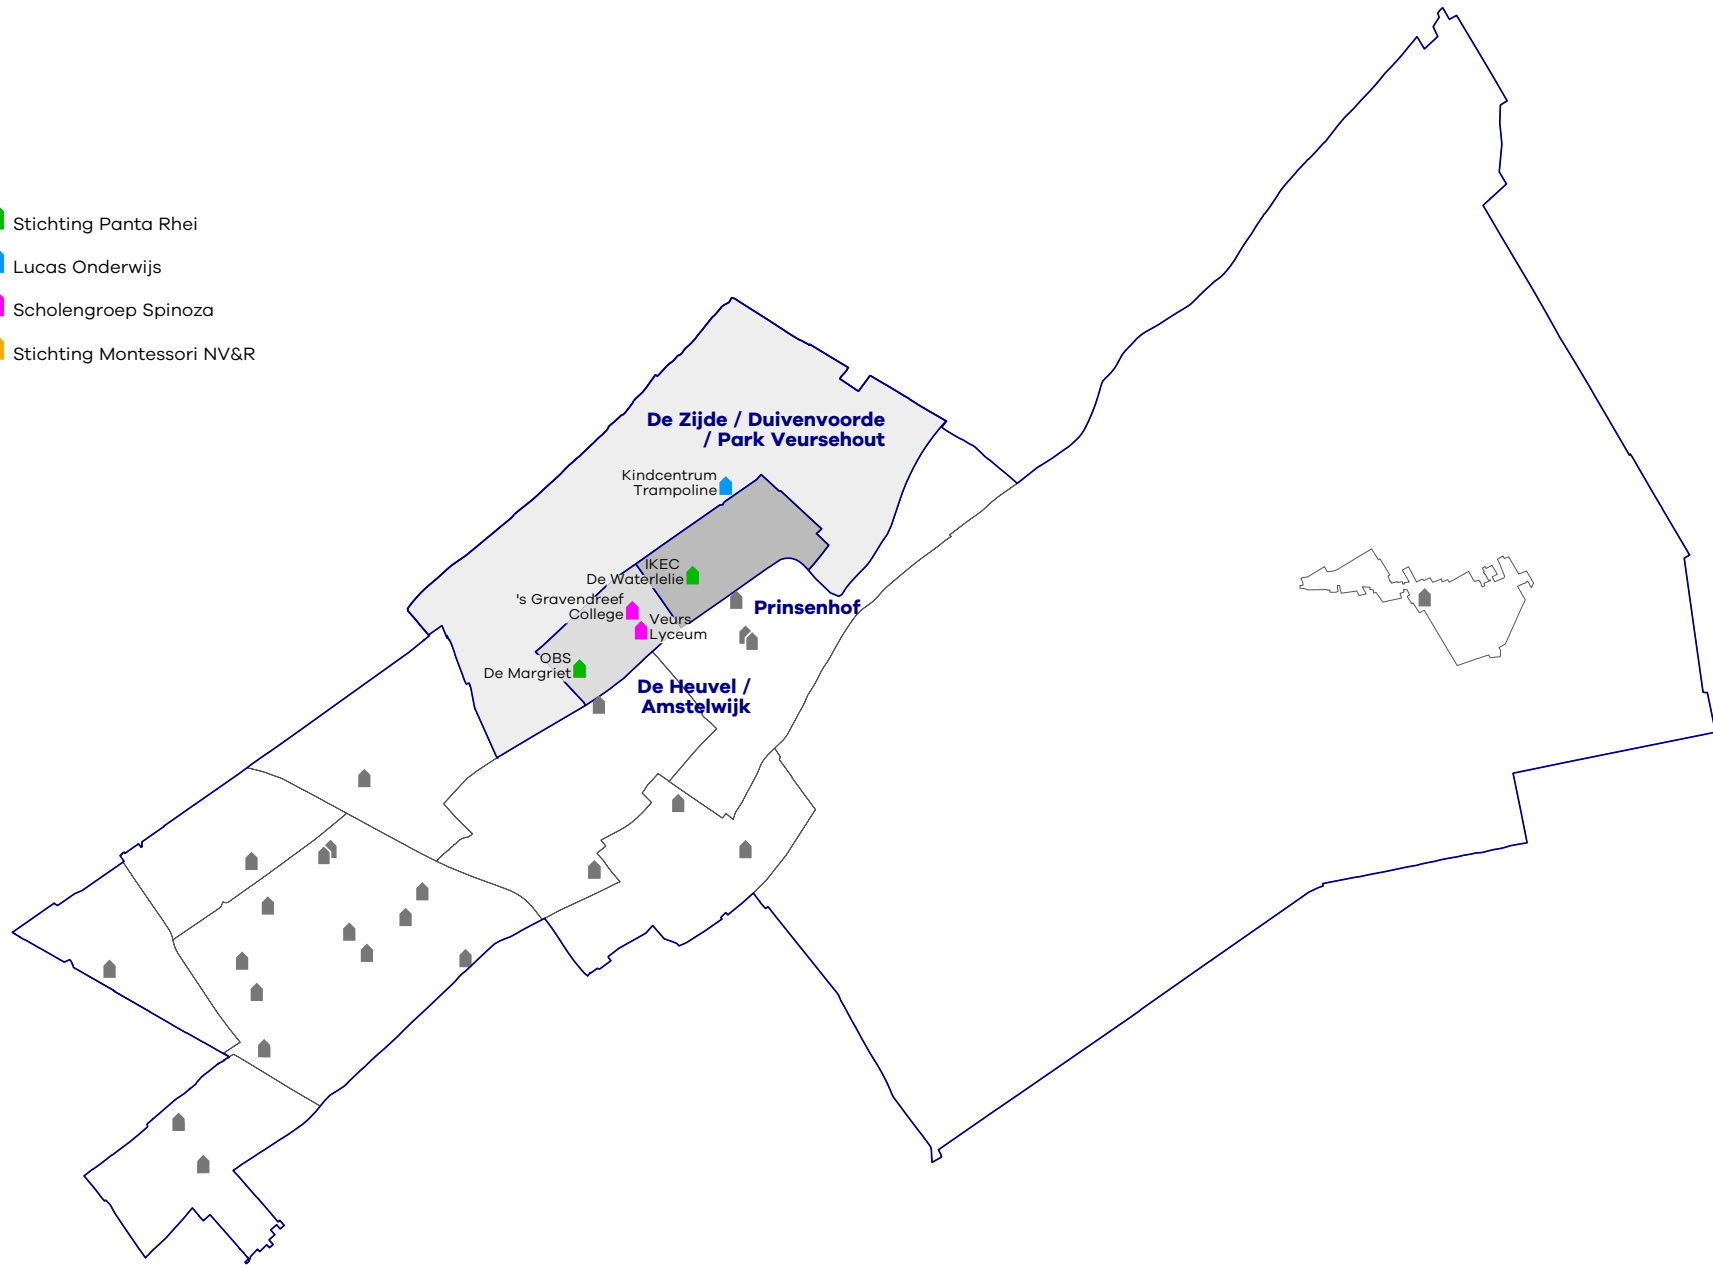 Stichting Panta Rhei
Lucas Onderwijs
Scholengroep Spinoza
Stichting Montessori NV&R
De Zijde / Duivenvoorde
/ Park Veursehout
Kindcentrum
Trampoline
IKEC
De Waterlelie
's Gravendreef
College
Veurs
Lyceum
Prinsenhof
OBS
De Margriet
De Heuvel /
Amstelwijk